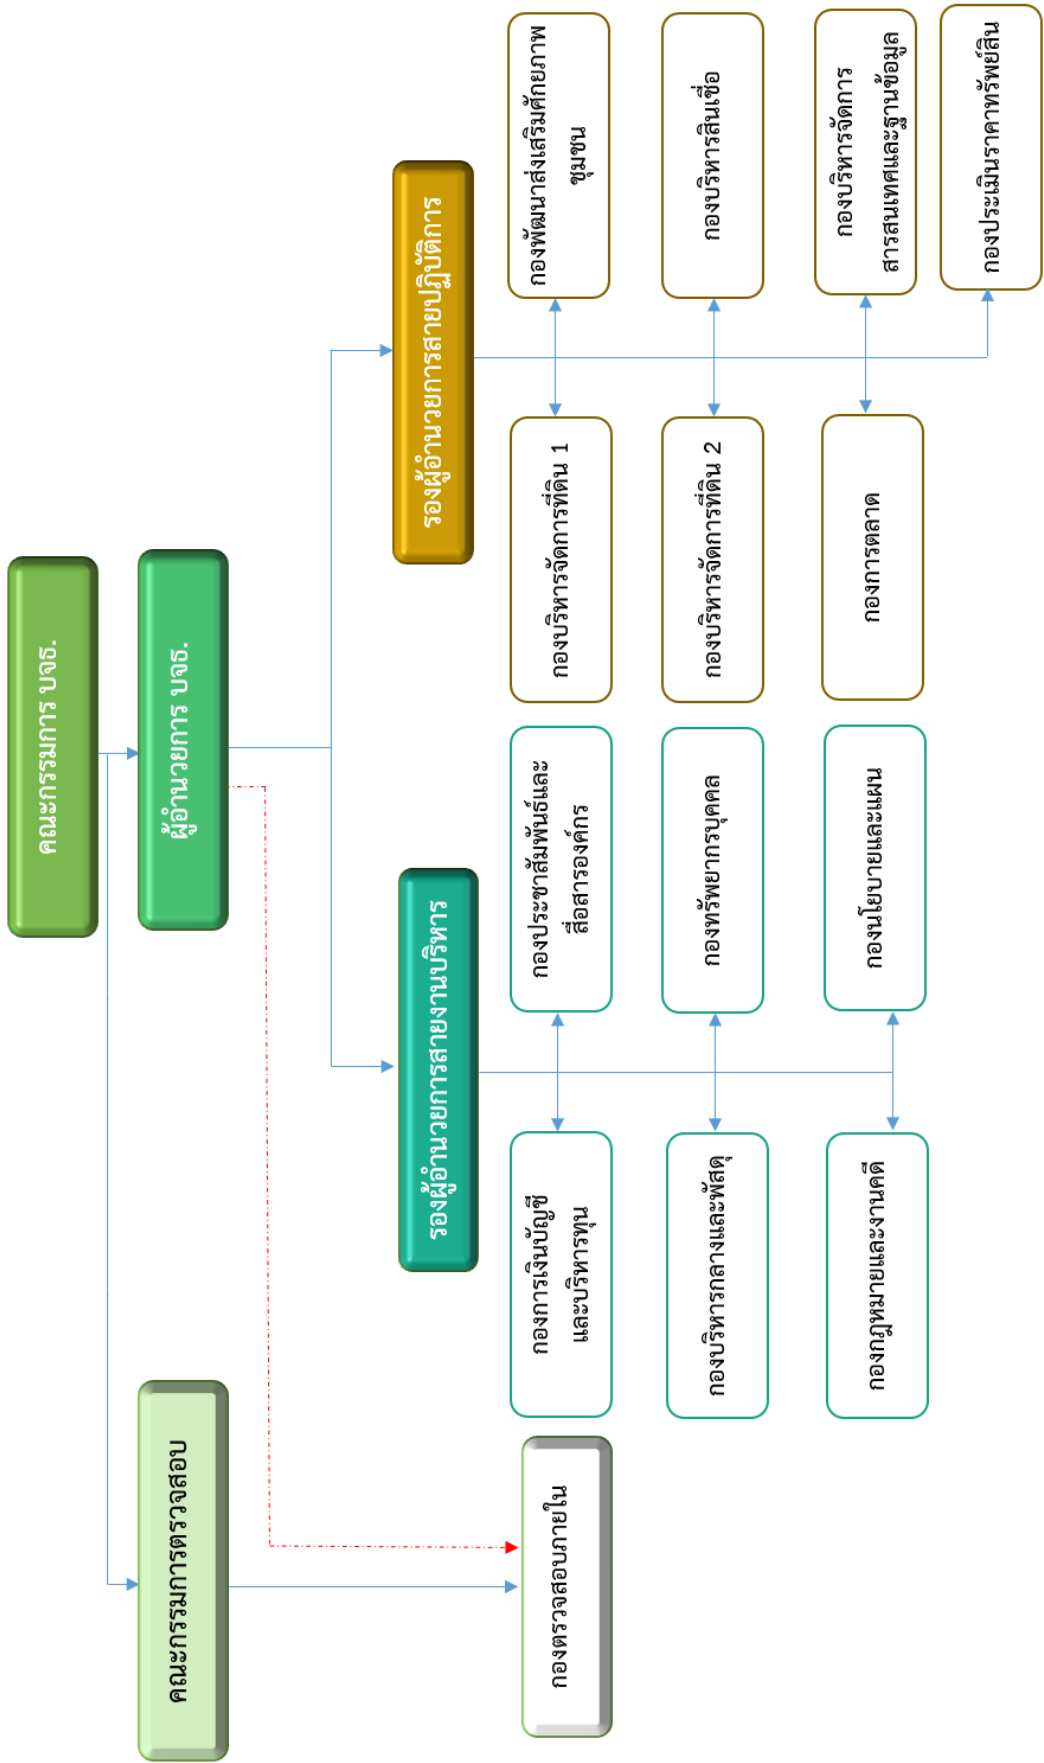 คณะกรรมการ บจธ.
ผู้อำนวยการ บจธ.
คณะกรรมการตรวจสอบ
รองผู้อำนวยการสายงานบริหาร
รองผู้อำนวยการสายปฏิบัติการ
กองตรวจสอบภายใน
กองการเงินบัญชี
และบริหารทุน
กองประชาสัมพันธ์และ
สื่อสารองค์กร
กองบริหารจัดการที่ดิน 1
กองพัฒนาส่งเสริมศักยภาพ
ชุมชน
กองบริหารกลางและพัสดุ
กองทรัพยากรบุคคล
กองบริหารจัดการที่ดิน 2
กองบริหารสินเชื่อ
กองกฎหมายและงานคดี
กองนโยบายและแผน
กองการตลาด
กองบริหารจัดการ
สารสนเทศและฐานข้อมูล
กองประเมินราคาทรัพย์สิน